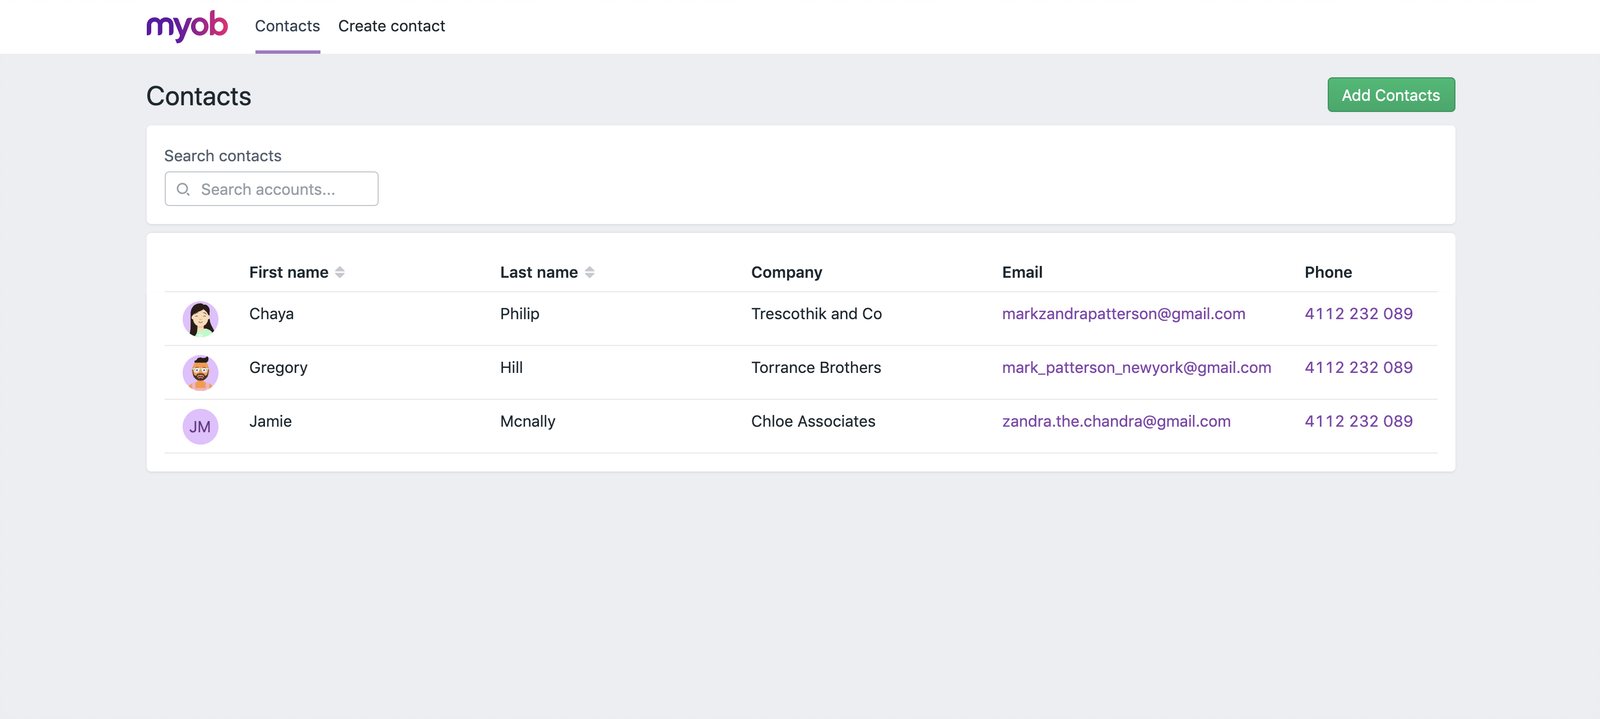 myob Contacts Create contact
Contacts Add Contacts
Search contacts
Search accounts...
First name Last name Company Email Phone
Chaya Philip Trescothik and Co markzandrapatterson@gmail.com 4112 232 089
Gregory Hill Torrance Brothers mark_patterson_newyork@gmail.com 4112 232 089
JM Jamie Mcnally Chloe Associates zandra.the.chandra@gmail.com 4112 232 089